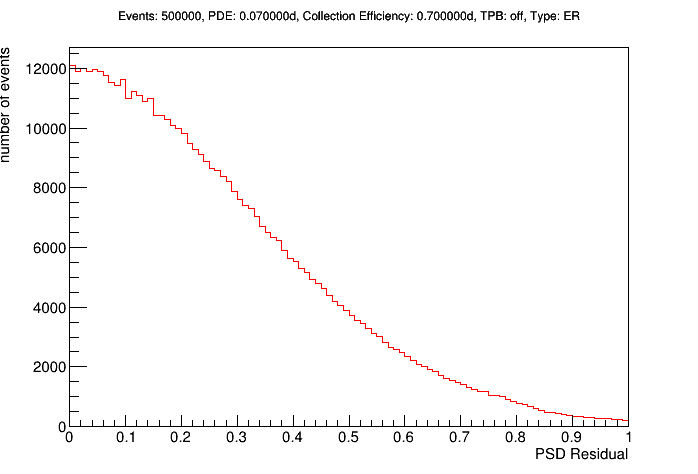 Events: 500000, PDE: 0.070000d, Collection Efficiency: 0.700000d, TPB: off, Type: ER
number of events
12000
10000
8000
6000
4000
2000
0
0 0.1 0.2 0.3 0.4 0.5 0.6 0.7 0.8 0.9 1
PSD Residual